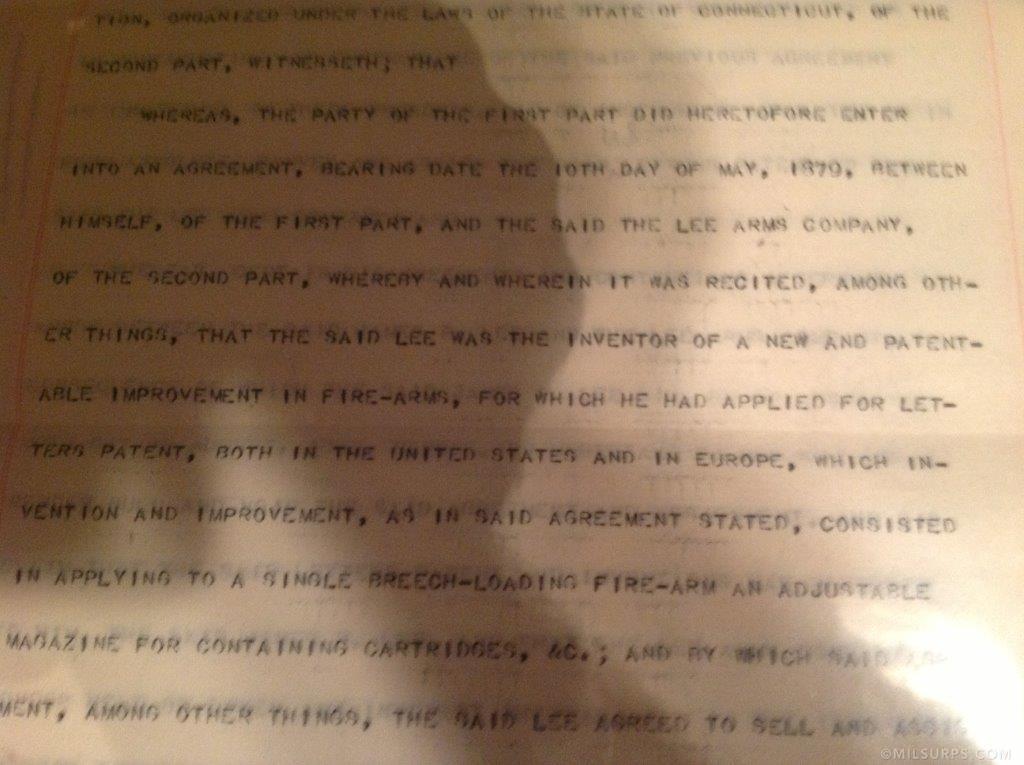 TION, ORGANIZED UNDER THE LAWS OF THE STATE OF CONNECTICUT, OF THE
SECOND PART, WITNESSETH; THAT
WHEREAS, THE PARTY OF THE FIRST PART DID HERETOFORE ENTER
INTO AN AGREEMENT, BEARING DATE THE 10TH DAY OF MAY, 1879, BETWEEN
HIMSELF, OF THE FIRST PART, AND THE SAID THE LEE ARMS COMPANY,
OF THE SECOND PART, WHEREBY AND WHEREIN IT WAS RECITED, AMONG OTH-
ER THINGS, THAT THE SAID LEE WAS THE INVENTOR OF A NEW AND PATENT-
ABLE IMPROVEMENT IN FIRE-ARMS, FOR WHICH HE HAD APPLIED FOR LET-
TERS PATENT, BOTH IN THE UNITED STATES AND IN EUROPE, WHICH IN-
VENTION AND IMPROVEMENT, AS IN SAID AGREEMENT STATED, CONSISTED
IN APPLYING TO A SINGLE BREECH-LOADING FIRE-ARM AN ADJUSTABLE
MAGAZINE FOR CONTAINING CARTRIDGES, &C.; AND BY WHICH SAID
MENT, AMONG OTHER THINGS, THE SAID LEE AGREED TO SELL AND ASSIG
©MILSURPS.COM